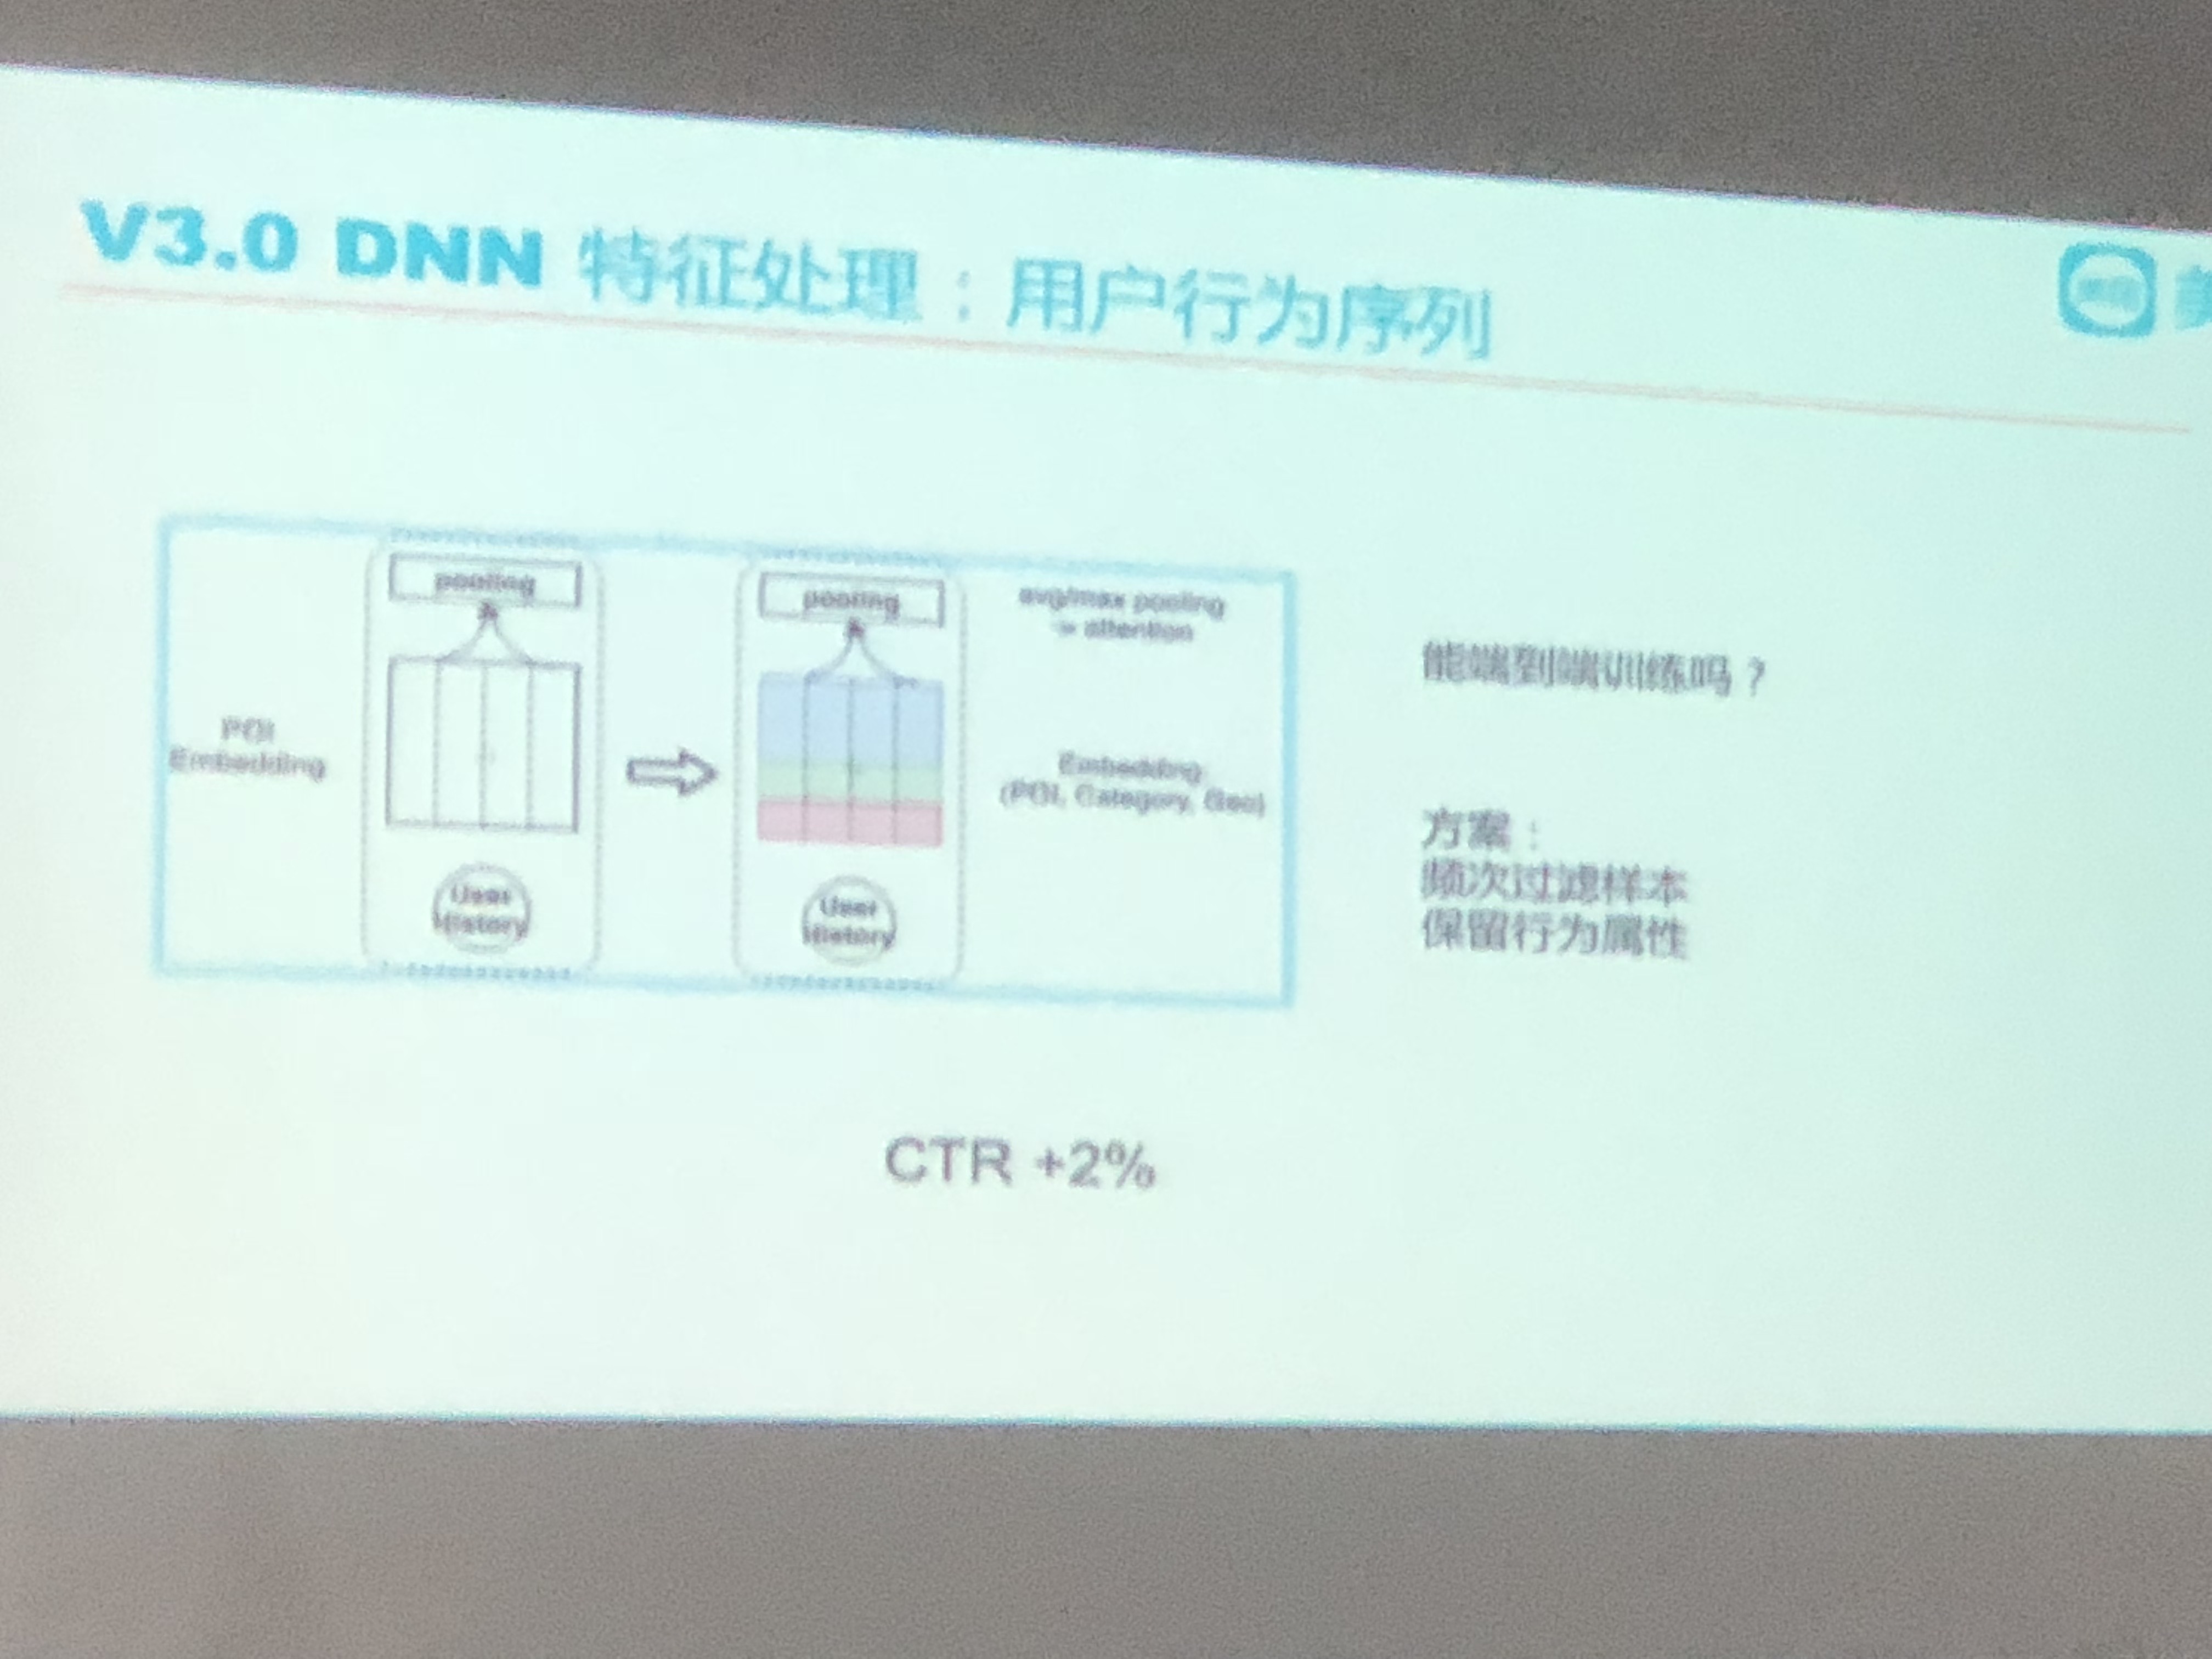 V3.0 DNN 特征处理：用户行为序列
美
pooling
pooling
avg/max pooling
attention
POI
Embedding
Embedding
(POI, Category, Geo)
User
History
User
History
能端到端训练吗？
方案：
频次过滤样本
保留行为属性
CTR +2%